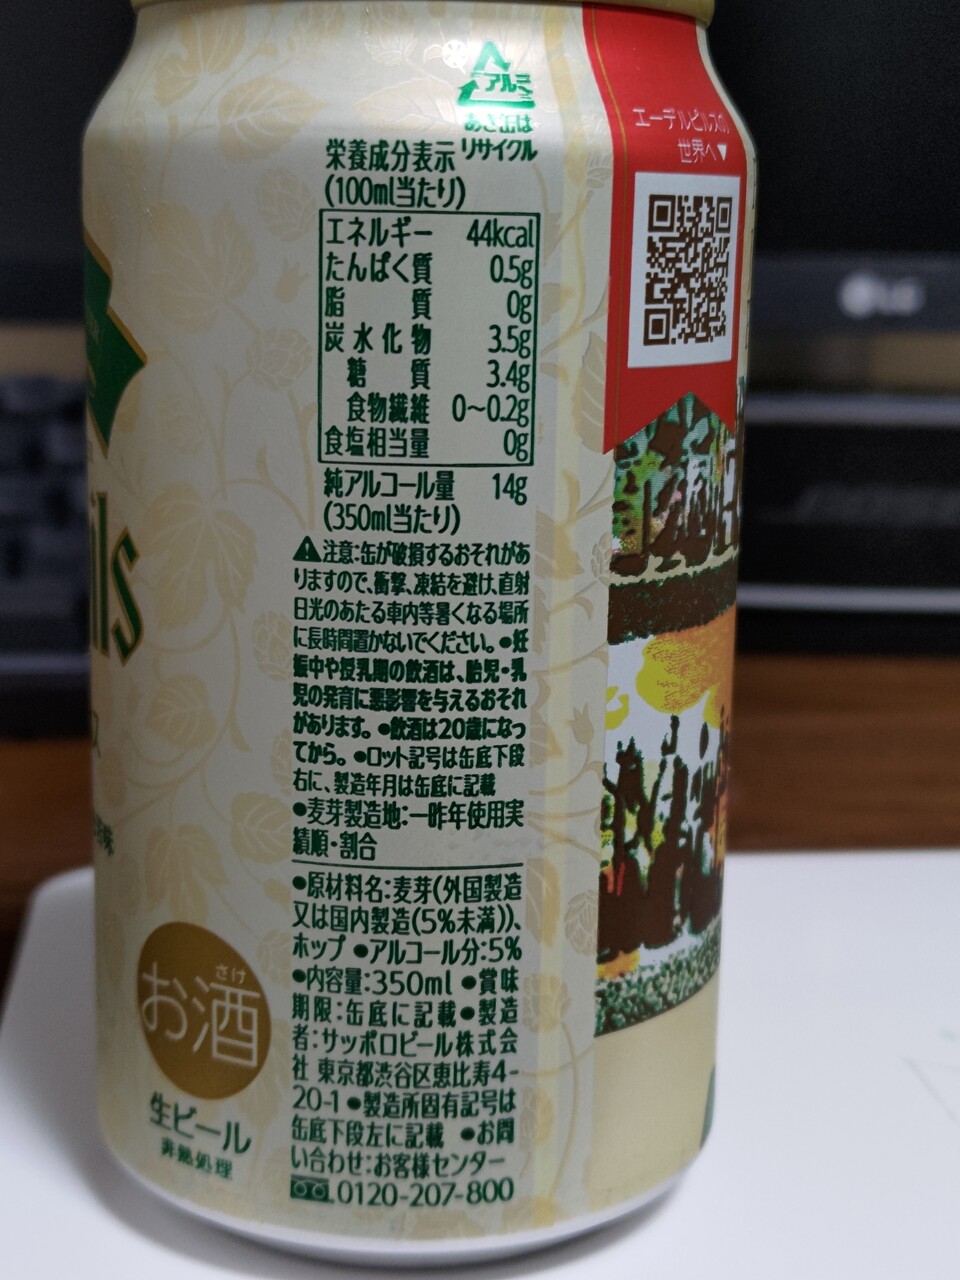 アルミ
あき缶は
リサイクル
栄養成分表示
(100ml当たり)
エネルギー 44kcal
たんぱく質 0.5g
脂質 0g
炭水化物 3.5g
糖質 3.4g
食物繊維 0～0.2g
食塩相当量 0g
純アルコール量 14g
(350ml当たり)
⚠注意:缶が破損するおそれがあ
りますので、衝撃、凍結を避け、直射
日光のあたる車内等暑くなる場所
に長時間置かないでください。●妊
娠中や授乳期の飲酒は、胎児・乳
児の発育に悪影響を与えるおそれ
があります。●飲酒は20歳になっ
てから。●ロット記号は缶底下段
右に、製造年月は缶底に記載
●麦芽製造地:一昨年使用実
績順・割合
●原材料名:麦芽(外国製造
又は国内製造(5%未満))、
ホップ ●アルコール分:5%
●内容量:350ml ●賞味
期限:缶底に記載●製造
者:サッポロビール株式会
社 東京都渋谷区恵比寿4-
20-1 ●製造所固有記号は
缶底下段左に記載 ●お問
い合わせ:お客様センター
0120-207-800
エーデルピルスの
世界へ▼
ils
ス
味
さけ
お酒
生ビール
非熱処理
LG